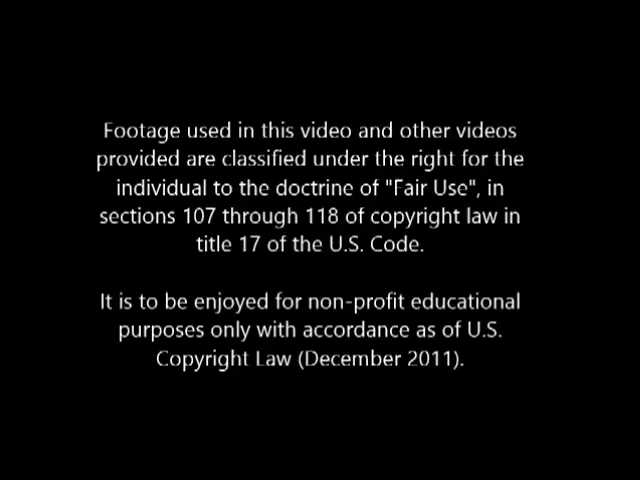 Footage used in this video and other videos
provided are classified under the right for the
individual to the doctrine of "Fair Use", in
sections 107 through 118 of copyright law in
title 17 of the U.S. Code.
It is to be enjoyed for non-profit educational
purposes only with accordance as of U.S.
Copyright Law (December 2011).